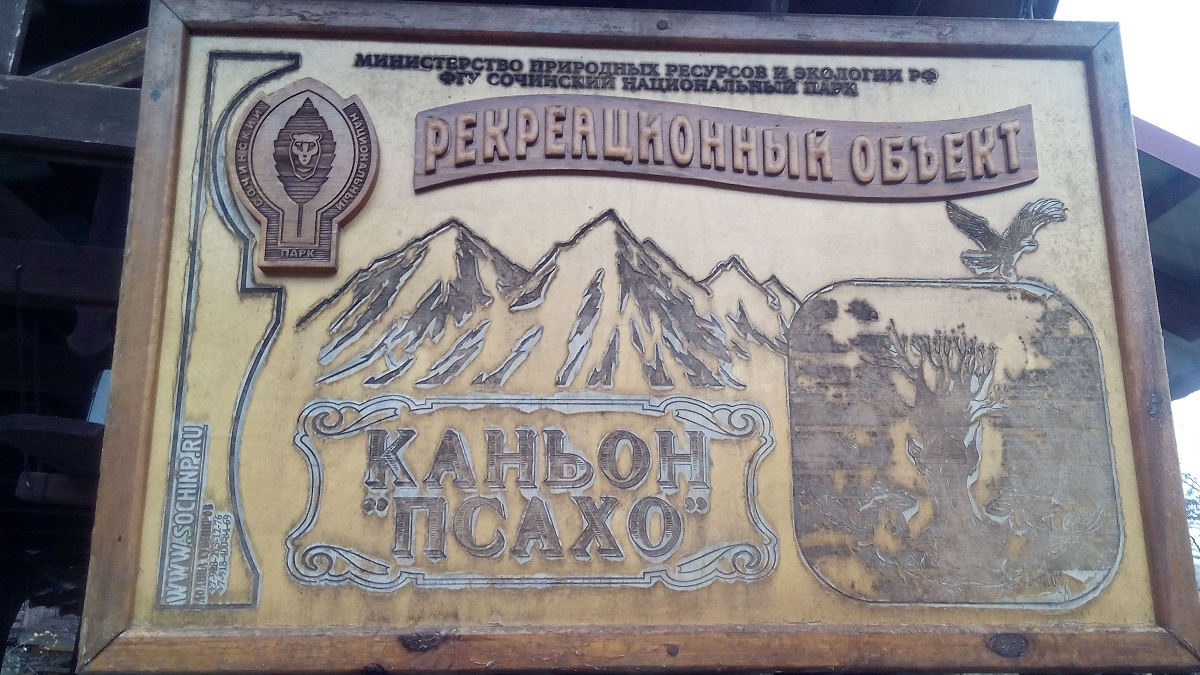 МИНИСТЕРСТВО ПРИРОДНЫХ РЕСУРСОВ И ЭКОЛОГИИ РФ
ФГУ СОЧИНСКИЙ НАЦИОНАЛЬНЫЙ ПАРК
СОЧИНСКИЙ НАЦИОНАЛЬНЫЙ
ПАРК
РЕКРЕАЦИОННЫЙ ОБЪЕКТ
КАНЬОН
"ПСАХО"
WWW.SOCHINP.RU